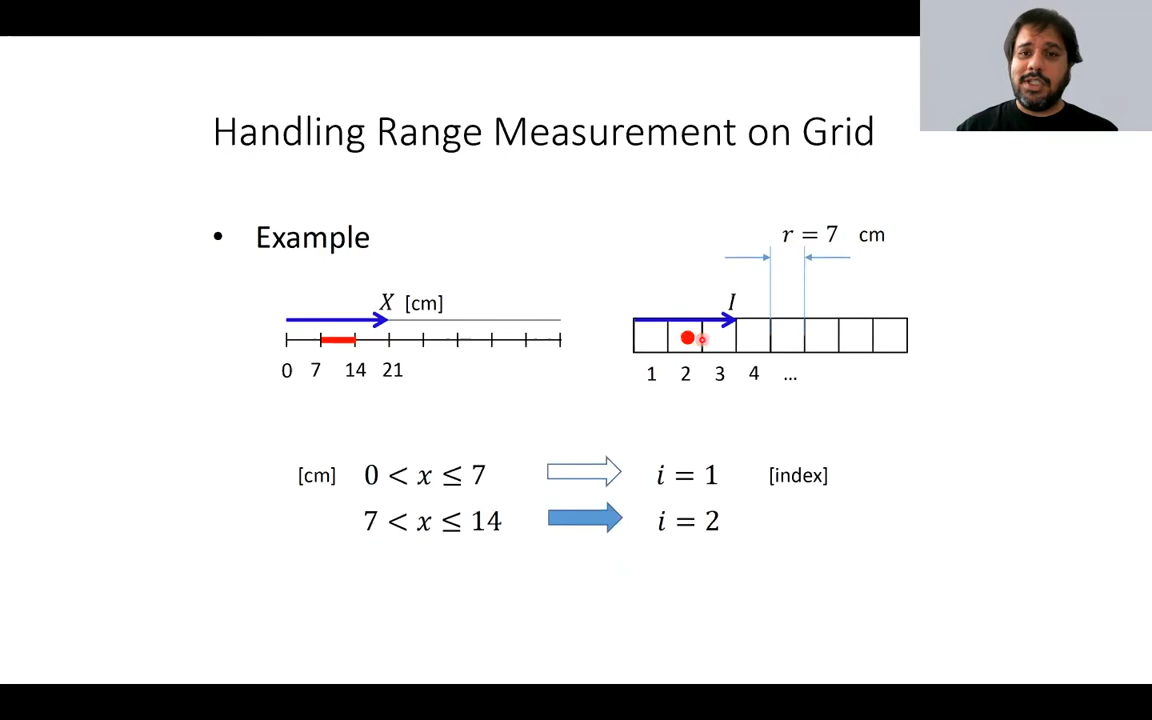 Handling Range Measurement on Grid
• Example
r = 7 cm
X [cm]
I
0 7 14 21
1 2 3 4 ...
[cm] 0 < x ≤ 7 i = 1 [index]
7 < x ≤ 14 i = 2